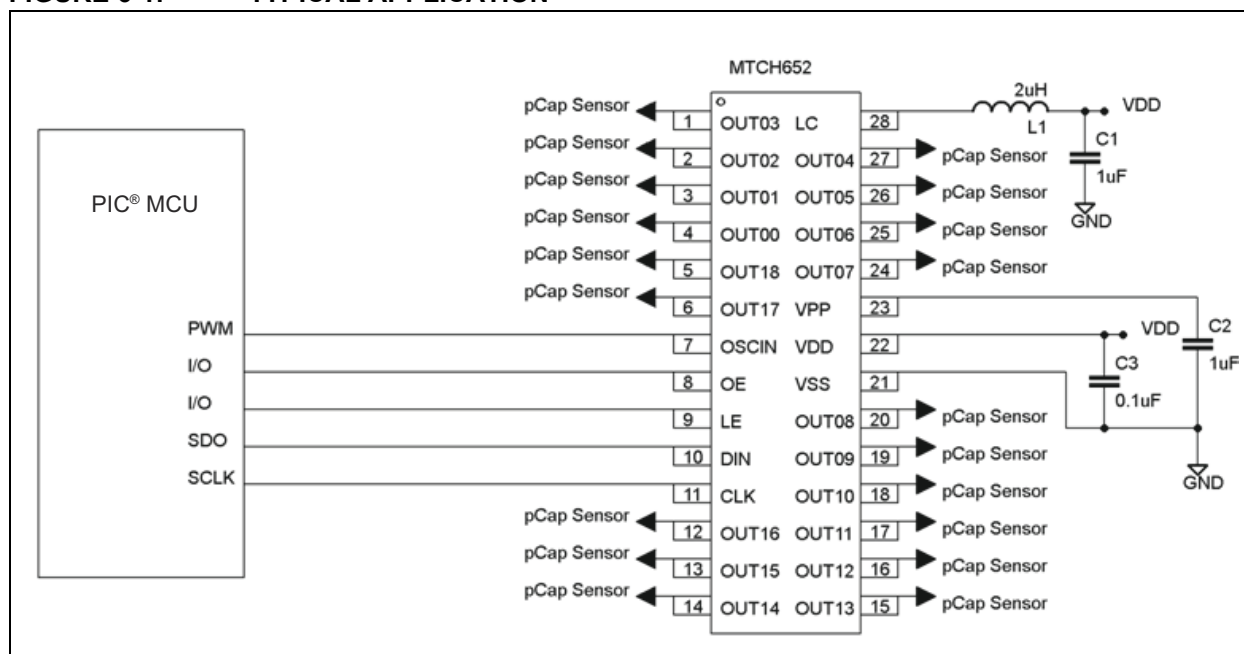 MTCH652
PIC® MCU
PWM
I/O
I/O
SDO
SCLK
pCap Sensor 1 OUT03 LC 28 2uH L1 VDD
C1 1uF GND
pCap Sensor 2 OUT02 OUT04 27 pCap Sensor
pCap Sensor 3 OUT01 OUT05 26 pCap Sensor
pCap Sensor 4 OUT00 OUT06 25 pCap Sensor
pCap Sensor 5 OUT18 OUT07 24 pCap Sensor
pCap Sensor 6 OUT17 VPP 23
7 OSCIN VDD 22 VDD C2 1uF
8 OE VSS 21 C3 0.1uF
9 LE OUT08 20 pCap Sensor
10 DIN OUT09 19 pCap Sensor GND
11 CLK OUT10 18 pCap Sensor
pCap Sensor 12 OUT16 OUT11 17 pCap Sensor
pCap Sensor 13 OUT15 OUT12 16 pCap Sensor
pCap Sensor 14 OUT14 OUT13 15 pCap Sensor